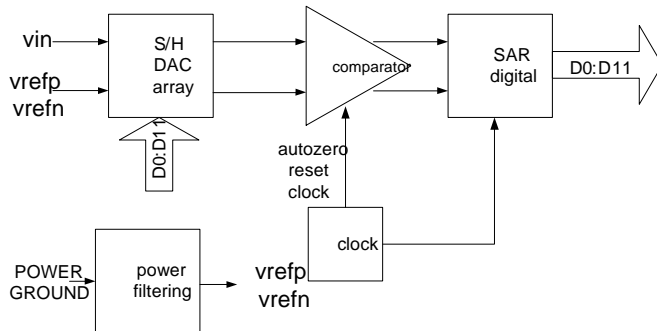 vin
vrefp
vrefn
S/H
DAC
array
D0:D11
comparator
SAR
digital
D0:D11
autozero
reset
clock
clock
POWER
GROUND
power
filtering
vrefp
vrefn